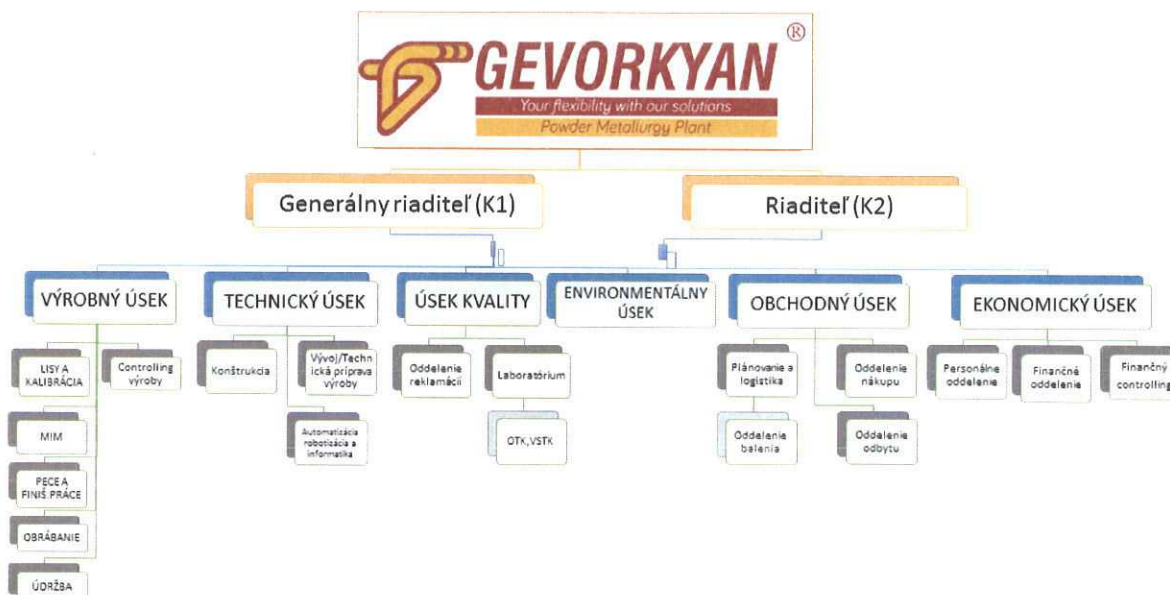 GEVORKYAN ®
Your flexibility with our solutions
Powder Metallurgy Plant
Generálny riaditeľ (K1)
Riaditeľ (K2)
VÝROBNÝ ÚSEK
TECHNICKÝ ÚSEK
ÚSEK KVALITY
ENVIRONMENTÁLNY
ÚSEK
OBCHODNÝ ÚSEK
EKONOMICKÝ ÚSEK
LISY A
KALIBRÁCIA
Controlling
výroby
Konštrukcia
Vývoj/Techn
ická príprava
výroby
Oddelenie
reklamácií
Laboratórium
Plánovanie a
logistika
Oddelenie
nákupu
Personálne
oddelenie
Finančné
oddelenie
Finančný
controlling
MIM
Automatizácia
robotizácia a
informatika
OTK,VSTK
Oddelenie
balenia
Oddelenie
odbytu
PECE A
FINIŠ.PRÁCE
OBRÁBANIE
ÚDRŽBA